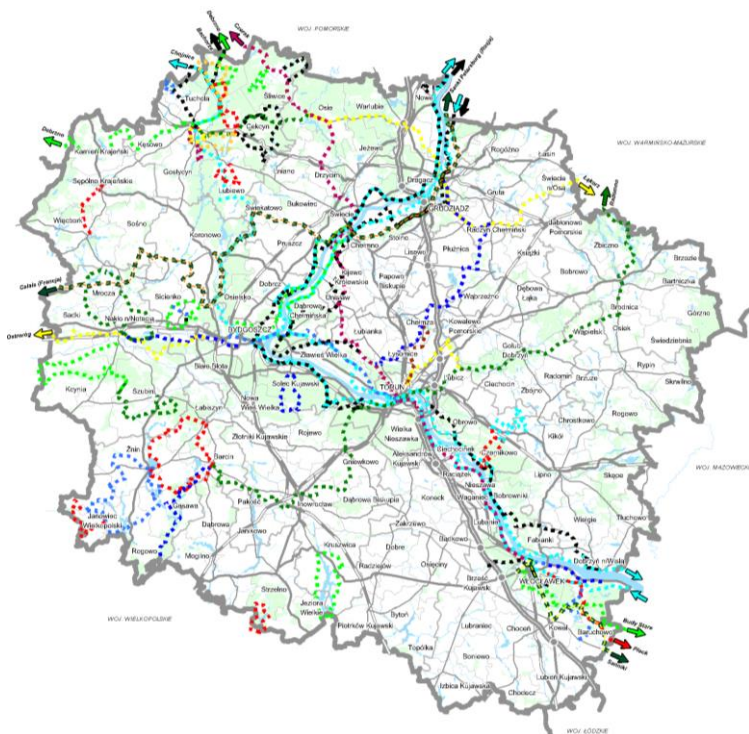 WOJ. POMORSKIE
Czersk
Chojnice
Sankt Petersburg (Rosja)
Tuchola
Śliwice
Nowe
Osie
Warlubie
WOJ. WARMIŃSKO-MAZURSKIE
Cekcyn
Kamień Krajeński
Kęsowo
Jeżewo
Rogóźno
Łasin
Gostycyn
Drzycim
Dragacz
Sępólno Krajeńskie
Lubiewo
Gruta
Świecie
n/Osą
Bukowiec
GRUDZIĄDZ
Więcbork
Świekatowo
Świecie
Radzyń Chełmiński
Jabłonowo
Pomorskie
Sośno
Koronowo
Pruszcz
Chełmno
Stolno
Zbiczno
Lisewo
Płużnica
Książki
Brzozie
Kijewo
Królewskie
Papowo
Biskupie
Bobrowo
Bartniczka
Calais (Francja)
Mrocza
Sicienko
Dobrcz
Unisław
Wąbrzeźno
Dębowa
Łąka
Górzno
Osielsko
Dąbrowa
Chełmińska
Brodnica
Sadki
Nakło n/Notecią
Chełmża
Kowalewo
Pomorskie
Wąpielsk
Osiek
Świedziebnia
BYDGOSZCZ
Łubianka
Golub
Dobrzyń
Zławieś Wielka
Łysomice
Radomin
Rypin
Kcynia
Szubin
Białe Błota
Solec Kujawski
Ciechocin
Brzuze
Skrwilno
TORUŃ
Zbójno
Nowa
Wieś Wielka
Łabiszyn
Obrowo
Chrostkowo
Rogowo
Wielka
Nieszawka
Żnin
Barcin
Złotniki Kujawskie
Rojewo
Gniewkowo
Aleksandrów
Kujawski
Ciechocinek
Czernikowo
Kikół
Raciążek
Lipno
Skępe
WOJ. MAZOWIECKIE
Janowiec
Wielkopolski
Gąsawa
Pakość
Inowrocław
Dąbrowa Biskupia
Koneck
Nieszawa
Waganiec
Bobrowniki
Dąbrowa
Janikowo
Zakrzewo
Lubanie
Wielgie
Tłuchowo
Rogowo
Mogilno
Kruszwica
Dobre
Bądkowo
Fabianki
Radziejów
Osięciny
Dobrzyń n/Wisłą
Strzelno
Brześć
Kujawski
WŁOCŁAWEK
WOJ. WIELKOPOLSKIE
Jeziora
Wielkie
Bytoń
Lubraniec
Choceń
Kowal
Baruchowo
Piotrków Kujawski
Topólka
Płock
Boniewo
Lubień Kujawski
Izbica Kujawska
Chodecz
WOJ. ŁÓDZKIE